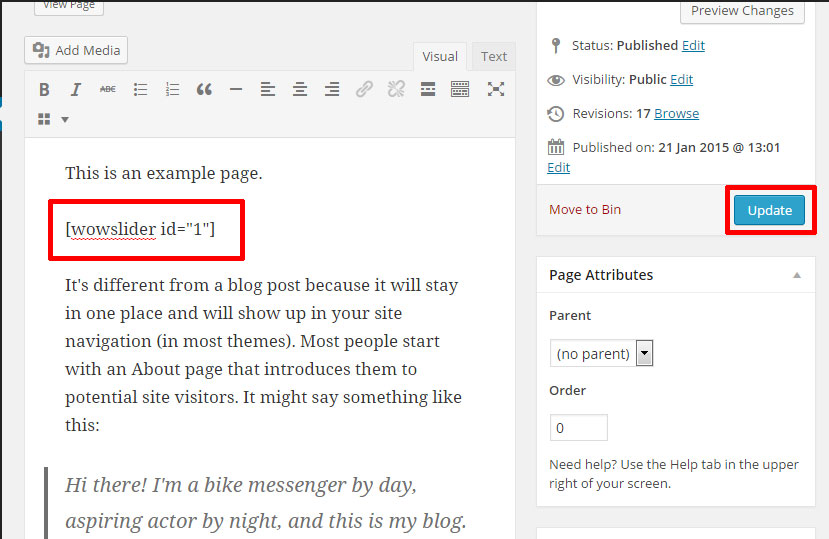 View Page
Add Media
Visual
Text
B
I
ABC
This is an example page.
[wowslider id="1"]
It's different from a blog post because it will stay
in one place and will show up in your site
navigation (in most themes). Most people start
with an About page that introduces them to
potential site visitors. It might say something like
this:
Hi there! I'm a bike messenger by day,
aspiring actor by night, and this is my blog.
Preview Changes
Status: Published Edit
Visibility: Public Edit
Revisions: 17 Browse
Published on: 21 Jan 2015 @ 13:01
Edit
Move to Bin
Update
Page Attributes
Parent
(no parent)
Order
0
Need help? Use the Help tab in the upper
right of your screen.